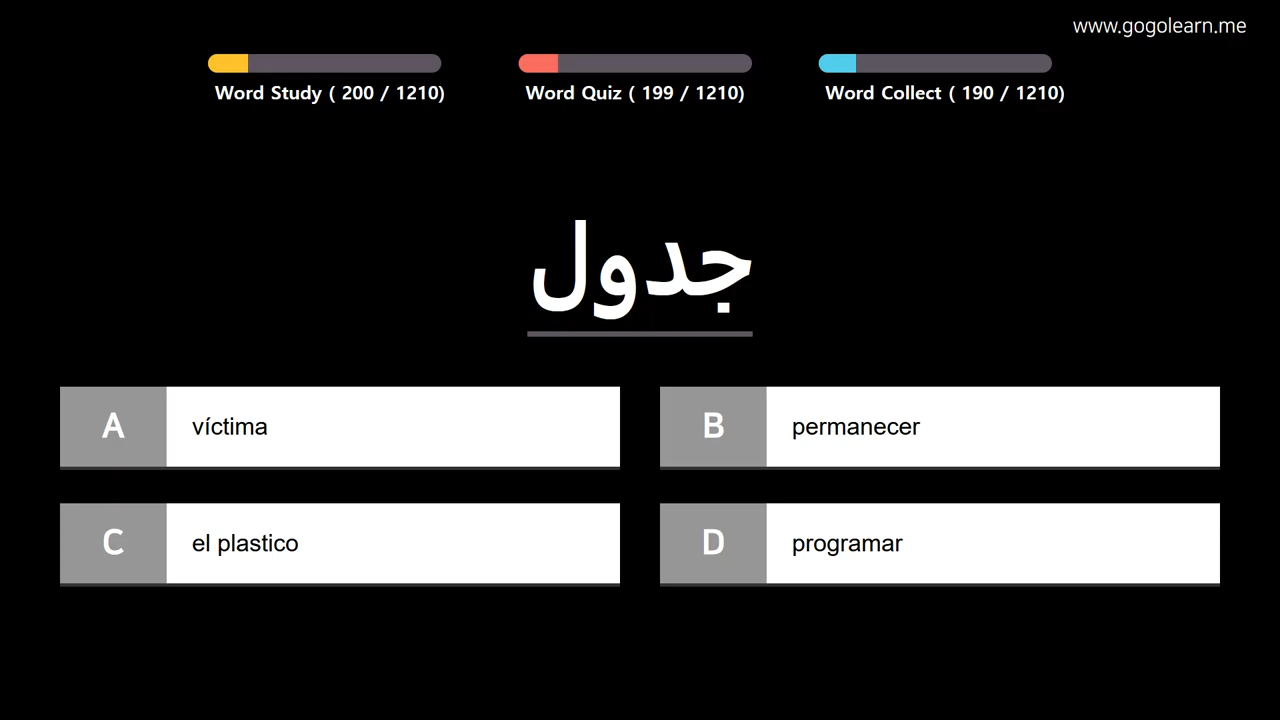 www.gogolearn.me
Word Study ( 200 / 1210)
Word Quiz ( 199 / 1210)
Word Collect ( 190 / 1210)
جدول
A víctima
B permanecer
C el plastico
D programar